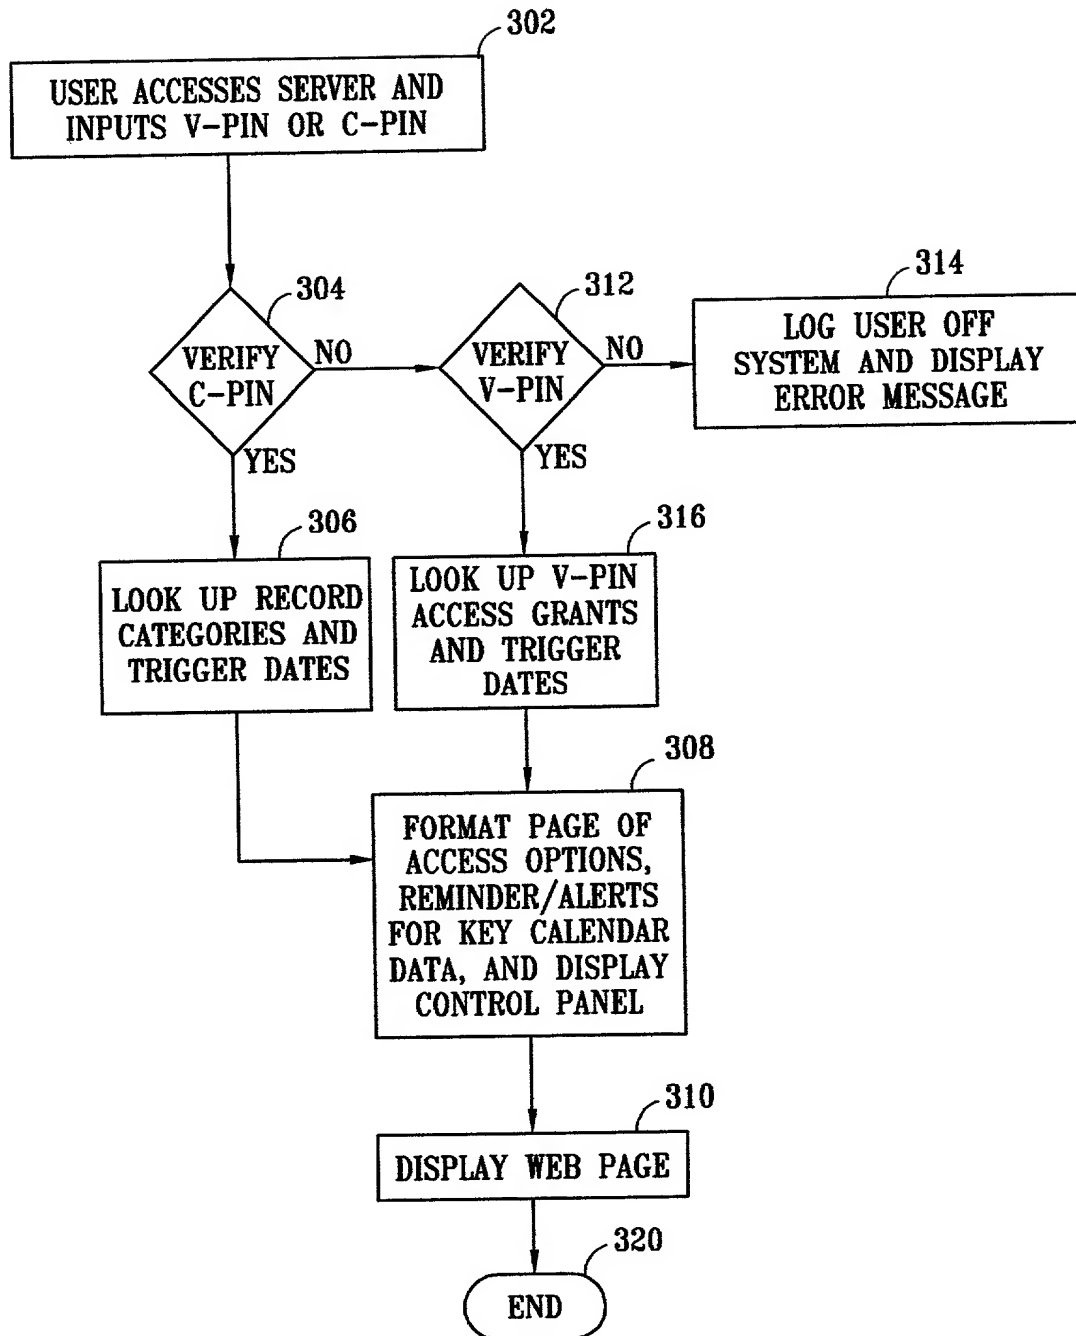 302
USER ACCESSES SERVER AND
INPUTS V-PIN OR C-PIN
304
VERIFY
C-PIN
NO
YES
312
VERIFY
V-PIN
NO
YES
314
LOG USER OFF
SYSTEM AND DISPLAY
ERROR MESSAGE
306
LOOK UP RECORD
CATEGORIES AND
TRIGGER DATES
316
LOOK UP V-PIN
ACCESS GRANTS
AND TRIGGER
DATES
308
FORMAT PAGE OF
ACCESS OPTIONS,
REMINDER/ALERTS
FOR KEY CALENDAR
DATA, AND DISPLAY
CONTROL PANEL
310
DISPLAY WEB PAGE
320
END